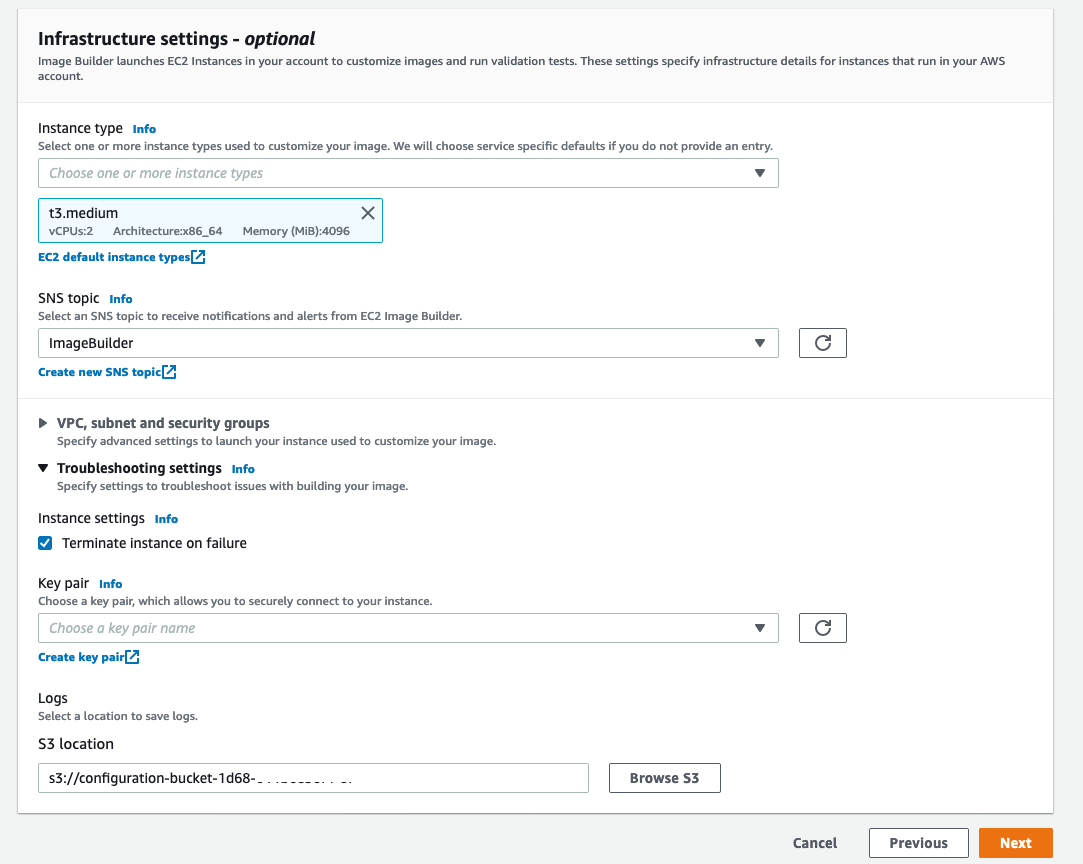 Infrastructure settings - optional
Image Builder launches EC2 Instances in your account to customize images and run validation tests. These settings specify infrastructure details for instances that run in your AWS
account.
Instance type Info
Select one or more instance types used to customize your image. We will choose service specific defaults if you do not provide an entry.
Choose one or more instance types
t3.medium
vCPUs:2 Architecture:x86_64 Memory (MiB):4096
EC2 default instance types
SNS topic Info
Select an SNS topic to receive notifications and alerts from EC2 Image Builder.
ImageBuilder
Create new SNS topic
VPC, subnet and security groups
Specify advanced settings to launch your instance used to customize your image.
Troubleshooting settings Info
Specify settings to troubleshoot issues with building your image.
Instance settings Info
Terminate instance on failure
Key pair Info
Choose a key pair, which allows you to securely connect to your instance.
Choose a key pair name
Create key pair
Logs
Select a location to save logs.
S3 location
s3://configuration-bucket-1d68-
Browse S3
Cancel Previous Next